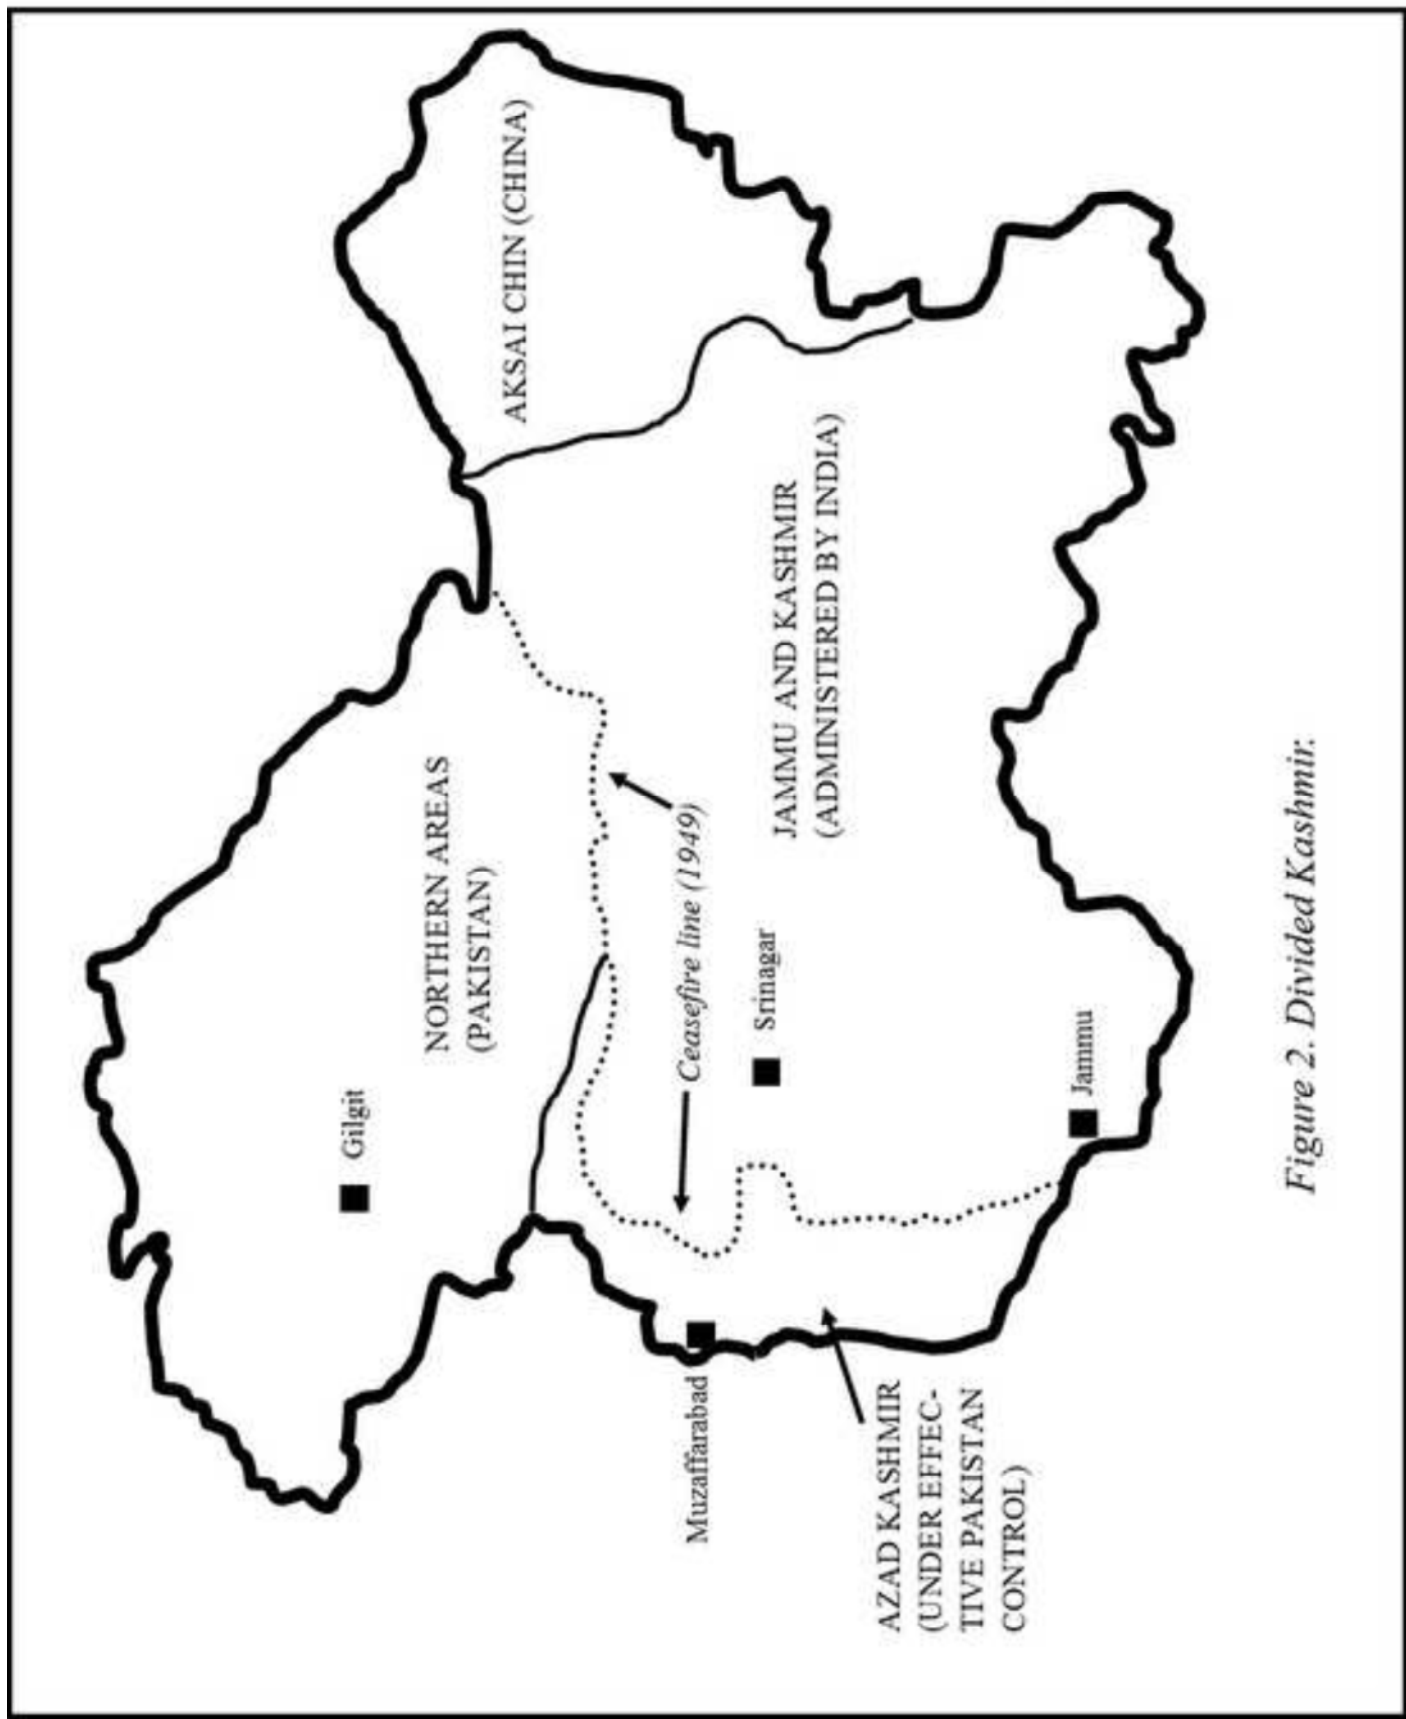 AKSAI CHIN (CHINA)
NORTHERN AREAS
(PAKISTAN)
Gilgit
Ceasefire line (1949)
JAMMU AND KASHMIR
(ADMINISTERED BY INDIA)
Srinagar
Jammu
Muzaffarabad
AZAD KASHMIR
(UNDER EFFEC-
TIVE PAKISTAN
CONTROL)
Figure 2. Divided Kashmir.